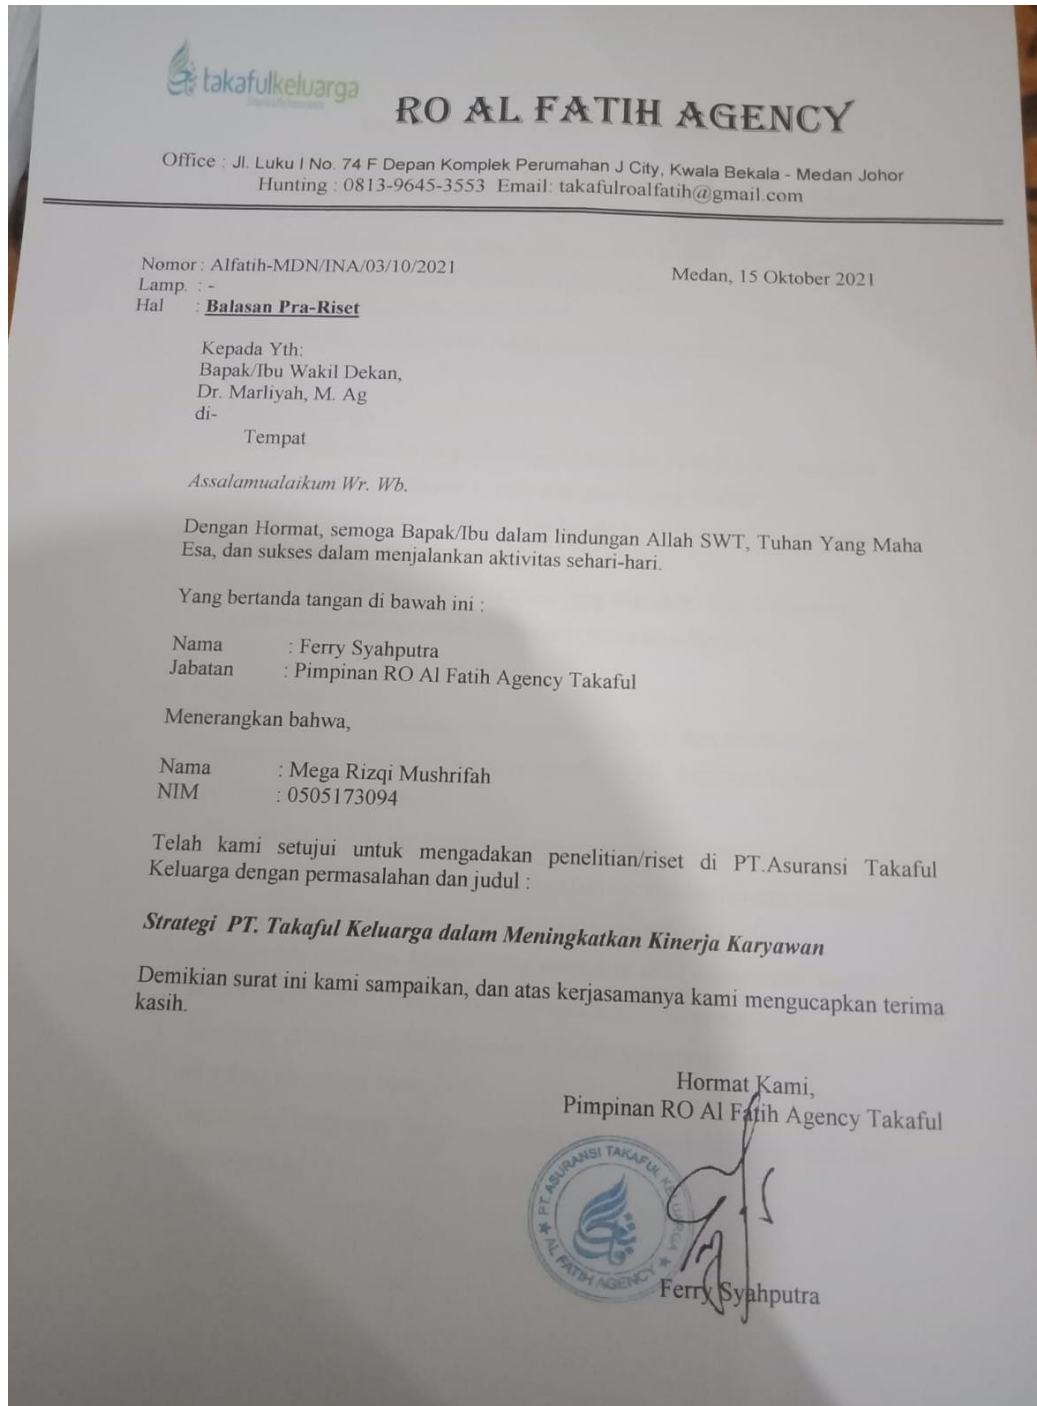 takafulkeluarga
RO AL FATIH AGENCY
Office : Jl. Luku I No. 74 F Depan Komplek Perumahan J City, Kwala Bekala - Medan Johor
Hunting : 0813-9645-3553 Email: takafulroalfatih@gmail.com
Nomor : Alfatih-MDN/INA/03/10/2021
Medan, 15 Oktober 2021
Lamp. : -
Hal : Balasan Pra-Riset
Kepada Yth:
Bapak/Ibu Wakil Dekan,
Dr. Marliyah, M. Ag
di-
Tempat
Assalamualaikum Wr. Wb.
Dengan Hormat, semoga Bapak/Ibu dalam lindungan Allah SWT, Tuhan Yang Maha
Esa, dan sukses dalam menjalankan aktivitas sehari-hari.
Yang bertanda tangan di bawah ini :
Nama : Ferry Syahputra
Jabatan : Pimpinan RO Al Fatih Agency Takaful
Menerangkan bahwa,
Nama : Mega Rizqi Mushrifah
NIM : 0505173094
Telah kami setujui untuk mengadakan penelitian/riset di PT.Asuransi Takaful
Keluarga dengan permasalahan dan judul :
Strategi PT. Takaful Keluarga dalam Meningkatkan Kinerja Karyawan
Demikian surat ini kami sampaikan, dan atas kerjasamanya kami mengucapkan terima
kasih.
Hormat Kami,
Pimpinan RO Al Fatih Agency Takaful
PT. ASURANSI TAKAFUL KELUARGA
AL FATIH AGENCY
Ferry Syahputra